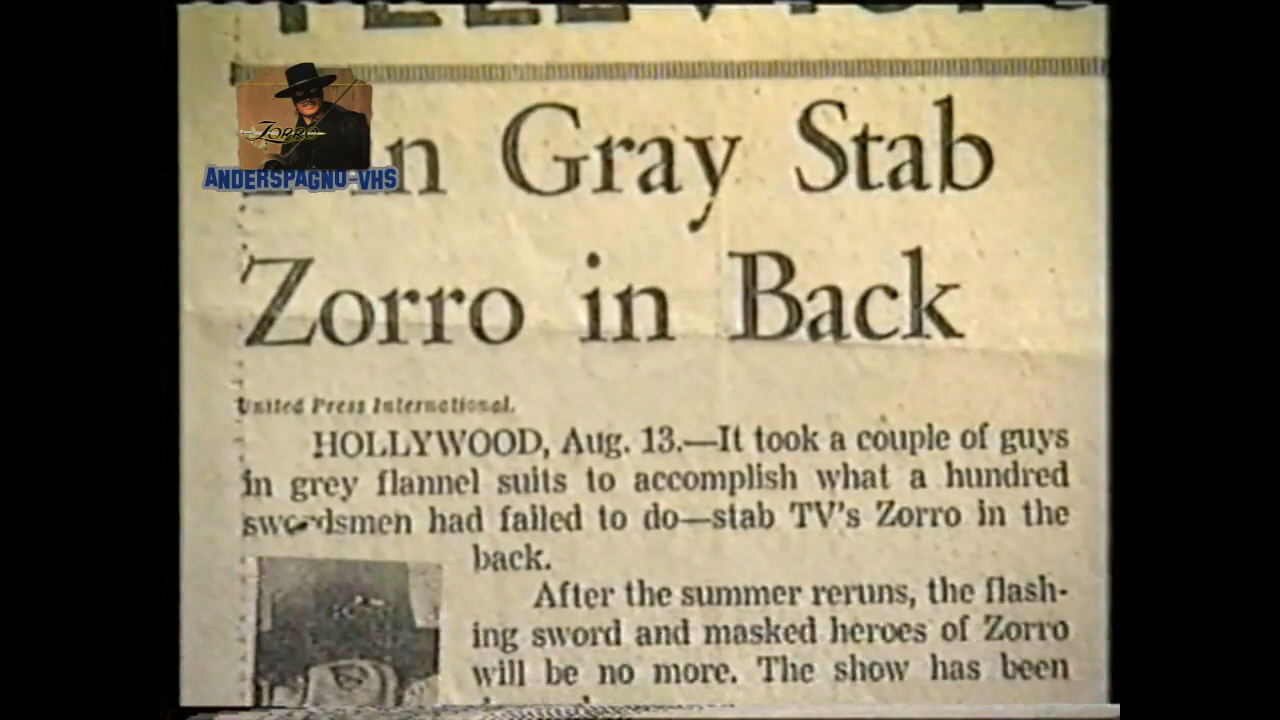 ZORRO
ANDERSPAGNO-VHS
n Gray Stab
Zorro in Back
United Press International.
HOLLYWOOD, Aug. 13.—It took a couple of guys
in grey flannel suits to accomplish what a hundred
swordsmen had failed to do—stab TV's Zorro in the
back.
After the summer reruns, the flash-
ing sword and masked heroes of Zorro
will be no more. The show has been